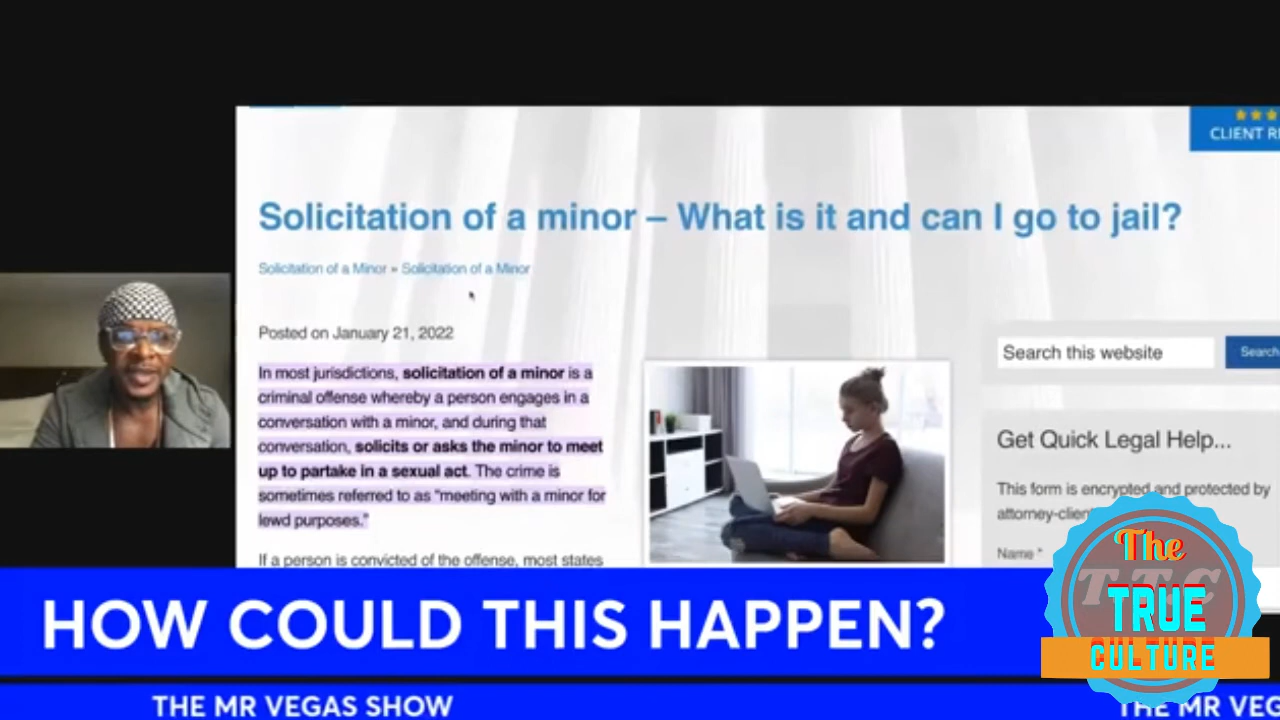 CLIENT
Solicitation of a minor – What is it and can I go to jail?
Solicitation of a Minor » Solicitation of a Minor
Posted on January 21, 2022
In most jurisdictions, solicitation of a minor is a
criminal offense whereby a person engages in a
conversation with a minor, and during that
conversation, solicits or asks the minor to meet
up to partake in a sexual act. The crime is
sometimes referred to as "meeting with a minor for
lewd purposes."
If a person is convicted of the offense, most states
Search this website
Search
Get Quick Legal Help...
This form is encrypted and protected by
Name *
The
TTC
TRUE
CULTURE
HOW COULD THIS HAPPEN?
THE MR VEGAS SHOW
THE MR VEG